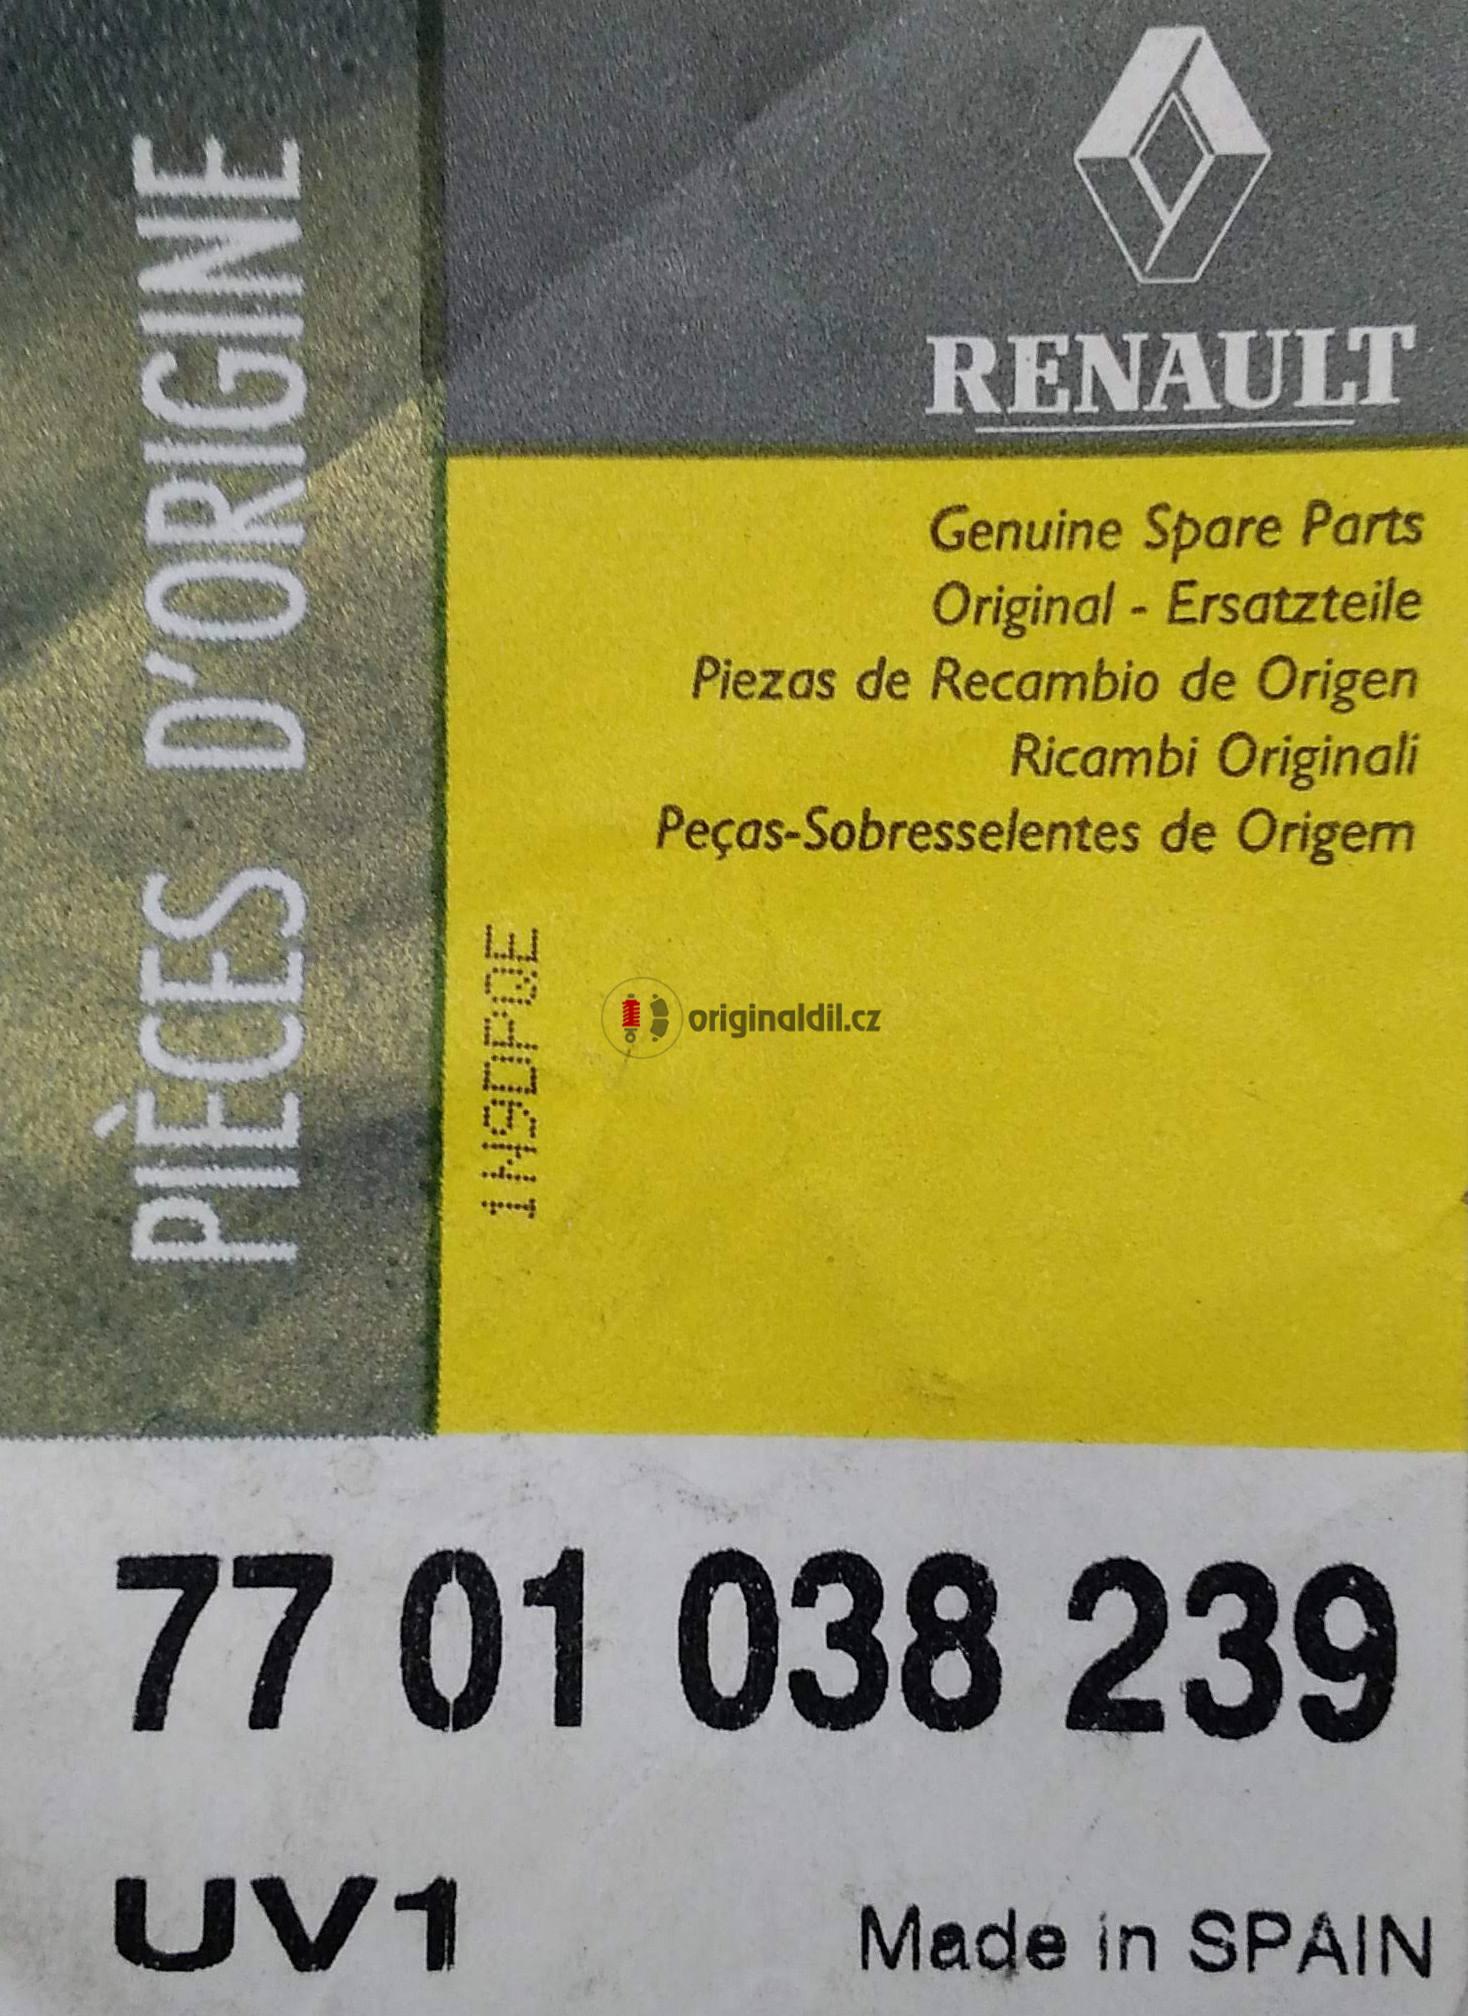 PIÈCES D'ORIGINE
RENAULT
Genuine Spare Parts
Original - Ersatzteile
Piezas de Recambio de Origen
Ricambi Originali
Peças-Sobresselentes de Origem
originaldil.cz
77 01 038 239
UV1
Made in SPAIN